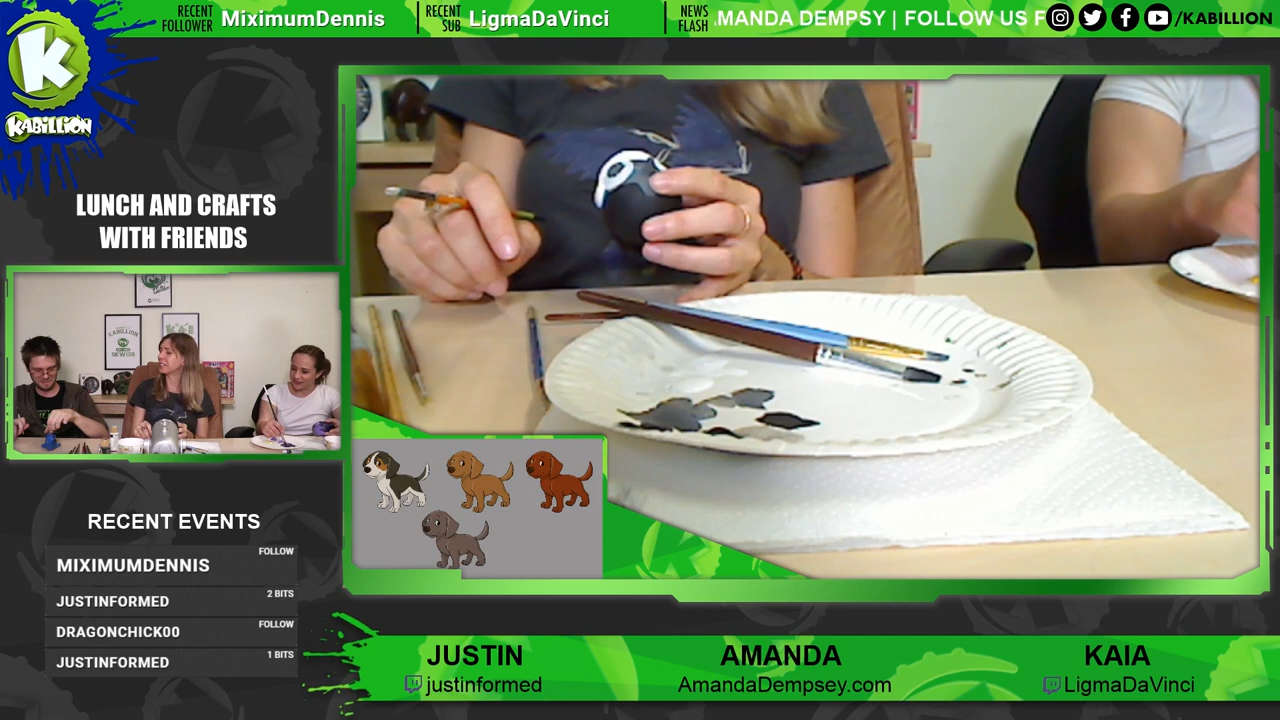 RECENT FOLLOWER MiximumDennis
RECENT SUB LigmaDaVinci
NEWS FLASH MANDA DEMPSY | FOLLOW US F
/KABILLION
K
KABILLION
LUNCH AND CRAFTS
WITH FRIENDS
RECENT EVENTS
FOLLOW
MIXIMUMDENNIS
2 BITS
JUSTINFORMED
FOLLOW
DRAGONCHICK00
1 BITS
JUSTINFORMED
JUSTIN
justinformed
AMANDA
AmandaDempsey.com
KAIA
LigmaDaVinci